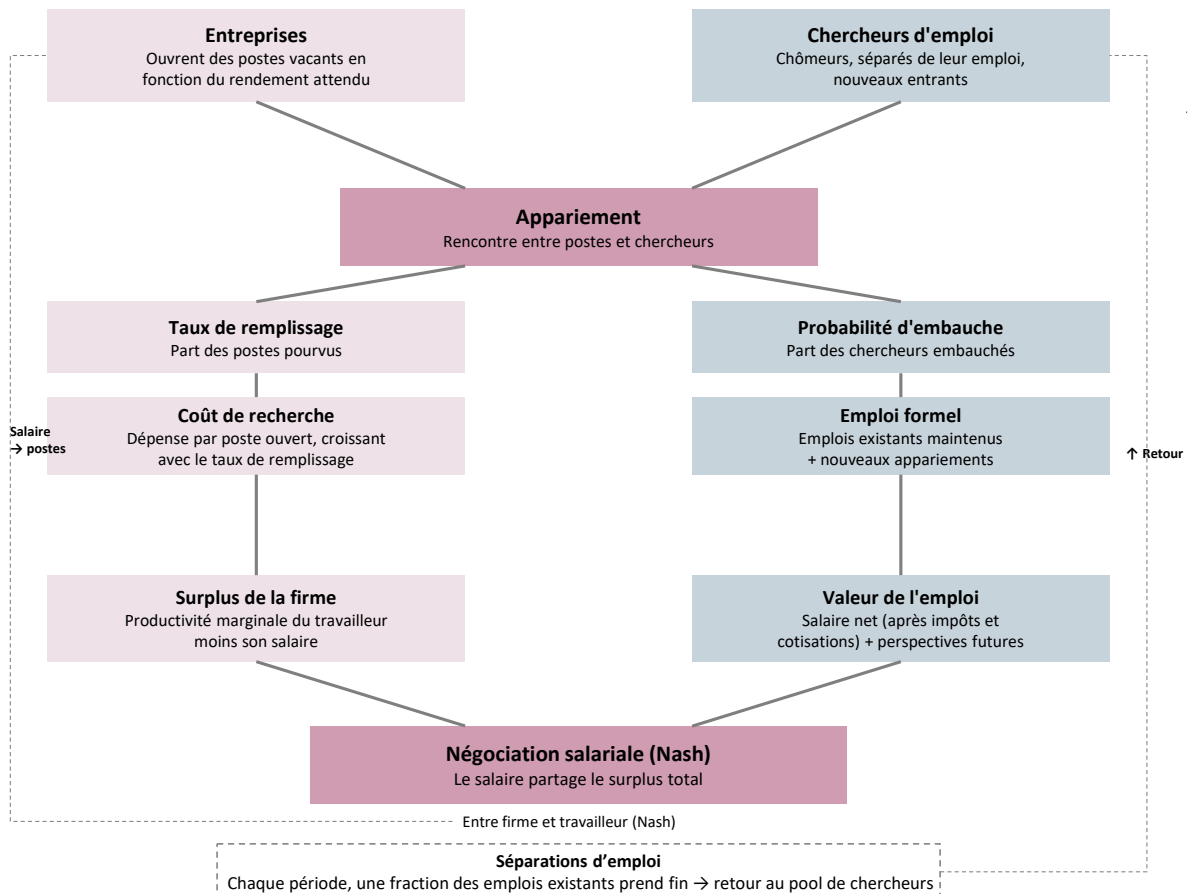 Entreprises
Ouvrent des postes vacants en
fonction du rendement attendu
Chercheurs d'emploi
Chômeurs, séparés de leur emploi,
nouveaux entrants
Appariement
Rencontre entre postes et chercheurs
Taux de remplissage
Part des postes pourvus
Probabilité d'embauche
Part des chercheurs embauchés
Salaire
→ postes
Coût de recherche
Dépense par poste ouvert, croissant
avec le taux de remplissage
Emploi formel
Emplois existants maintenus
+ nouveaux appariements
↑ Retour
Surplus de la firme
Productivité marginale du travailleur
moins son salaire
Valeur de l'emploi
Salaire net (après impôts et
cotisations) + perspectives futures
Négociation salariale (Nash)
Le salaire partage le surplus total
Entre firme et travailleur (Nash)
Séparations d’emploi
Chaque période, une fraction des emplois existants prend fin → retour au pool de chercheurs